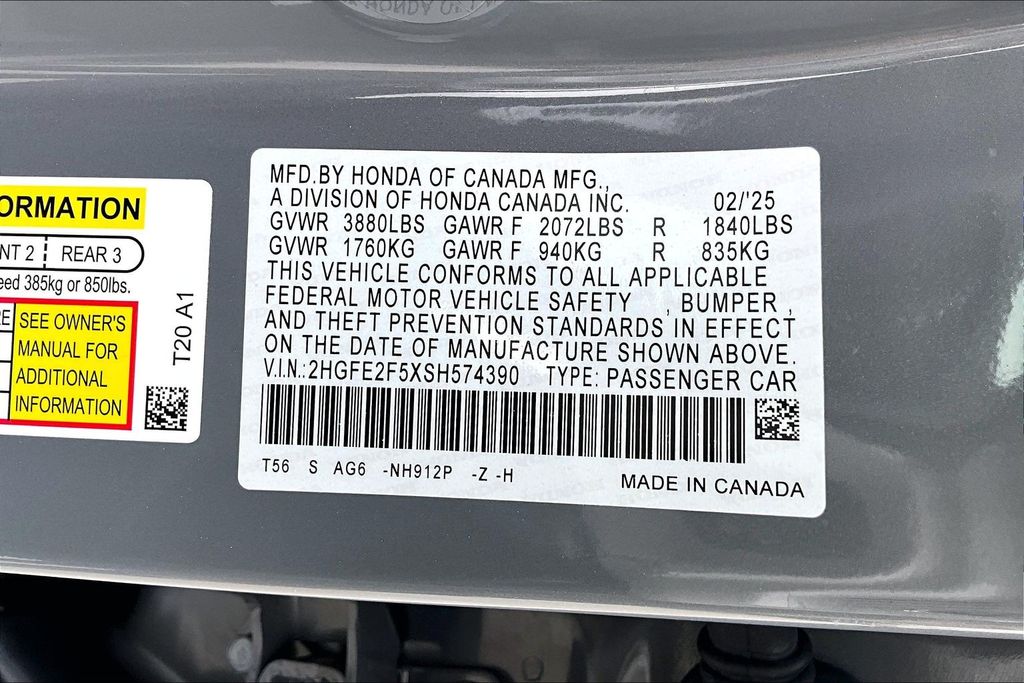 ORMATION
NT 2 REAR 3
eed 385kg or 850lbs.
RE
SEE OWNER'S
MANUAL FOR
ADDITIONAL
INFORMATION
T20 A1
MFD.BY HONDA OF CANADA MFG.,
A DIVISION OF HONDA CANADA INC. 02/'25
GVWR 3880LBS GAWR F 2072LBS R 1840LBS
GVWR 1760KG GAWR F 940KG R 835KG
THIS VEHICLE CONFORMS TO ALL APPLICABLE
FEDERAL MOTOR VEHICLE SAFETY , BUMPER ,
AND THEFT PREVENTION STANDARDS IN EFFECT
ON THE DATE OF MANUFACTURE SHOWN ABOVE.
V.I.N.:2HGFE2F5XSH574390 TYPE: PASSENGER CAR
T56 S AG6 -NH912P -Z -H
MADE IN CANADA